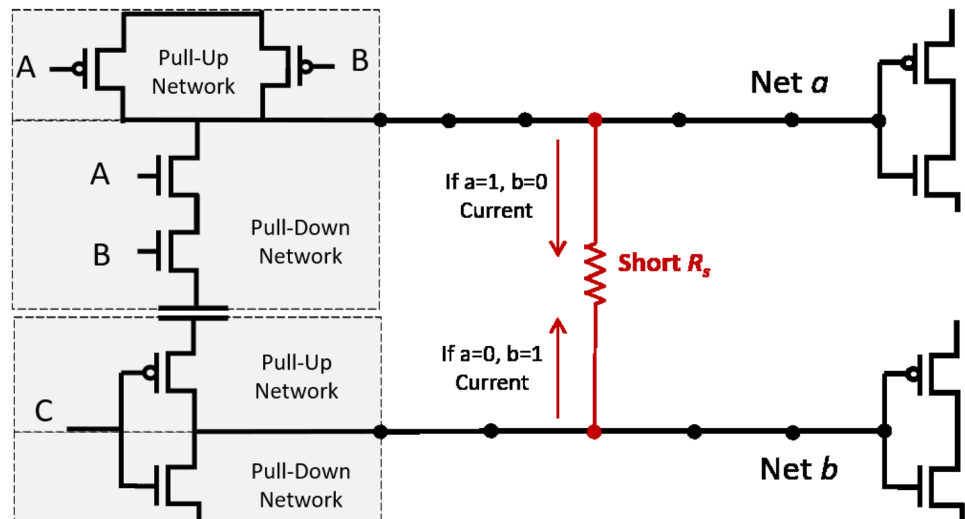 A
Pull-Up
Network
B
Net a
A
If a=1, b=0
Current
B
Pull-Down
Network
Short Rs
Pull-Up
Network
If a=0, b=1
Current
C
Pull-Down
Network
Net b